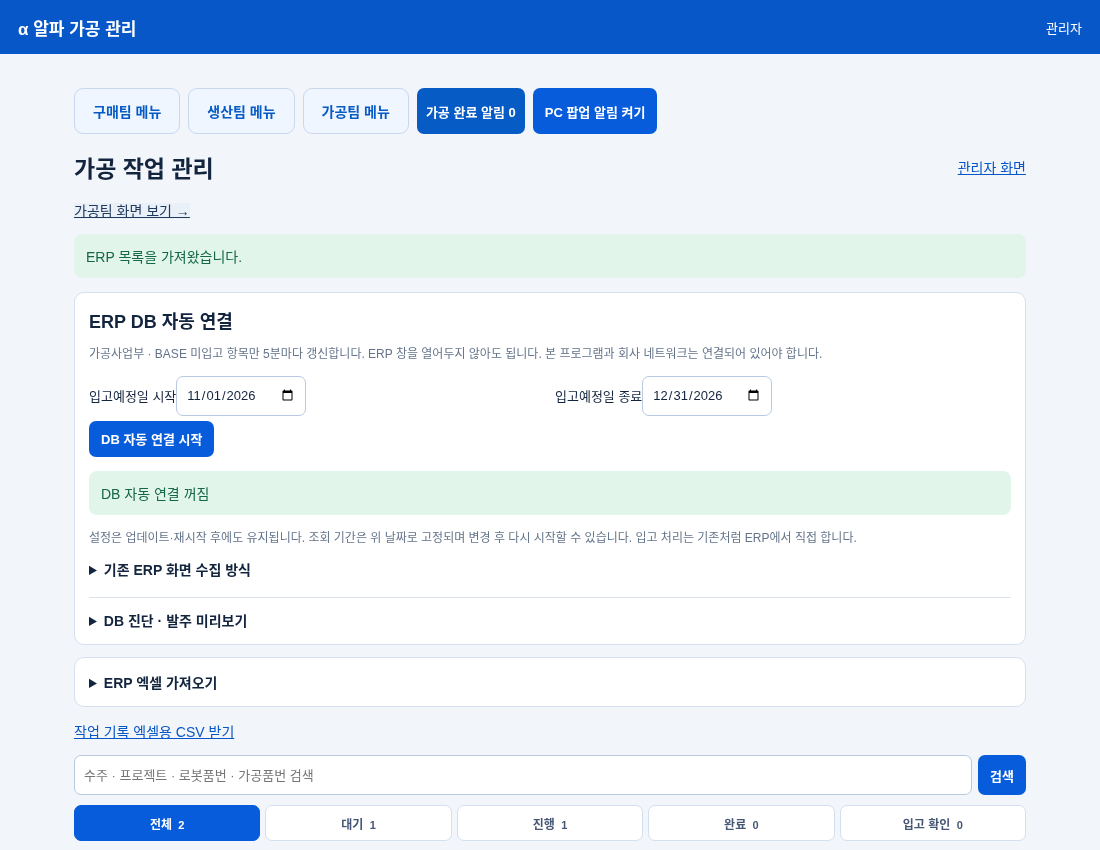 α 알파 가공 관리
관리자
구매팀 메뉴
생산팀 메뉴
가공팀 메뉴
가공 완료 알림 0
PC 팝업 알림 켜기
가공 작업 관리
관리자 화면
가공팀 화면 보기 →
ERP 목록을 가져왔습니다.
ERP DB 자동 연결
가공사업부 · BASE 미입고 항목만 5분마다 갱신합니다. ERP 창을 열어두지 않아도 됩니다. 본 프로그램과 회사 네트워크는 연결되어 있어야 합니다.
입고예정일 시작 11/01/2026
입고예정일 종료 12/31/2026
DB 자동 연결 시작
DB 자동 연결 꺼짐
설정은 업데이트·재시작 후에도 유지됩니다. 조회 기간은 위 날짜로 고정되며 변경 후 다시 시작할 수 있습니다. 입고 처리는 기존처럼 ERP에서 직접 합니다.
▶ 기존 ERP 화면 수집 방식
▶ DB 진단 · 발주 미리보기
▶ ERP 엑셀 가져오기
작업 기록 엑셀용 CSV 받기
수주 · 프로젝트 · 로봇품번 · 가공품번 검색
검색
전체 2
대기 1
진행 1
완료 0
입고 확인 0